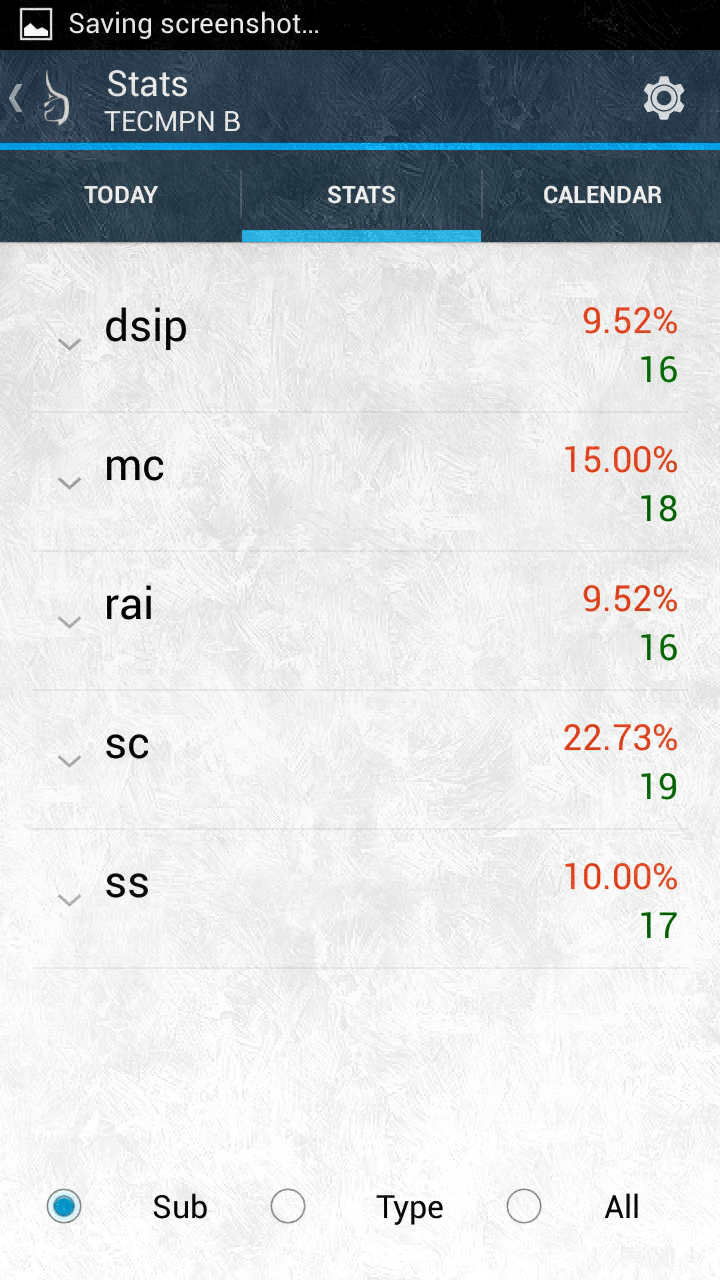 Saving screenshot...
Stats
TECMPN B
TODAY STATS CALENDAR
dsip 9.52%
16
mc 15.00%
18
rai 9.52%
16
sc 22.73%
19
ss 10.00%
17
Sub Type All